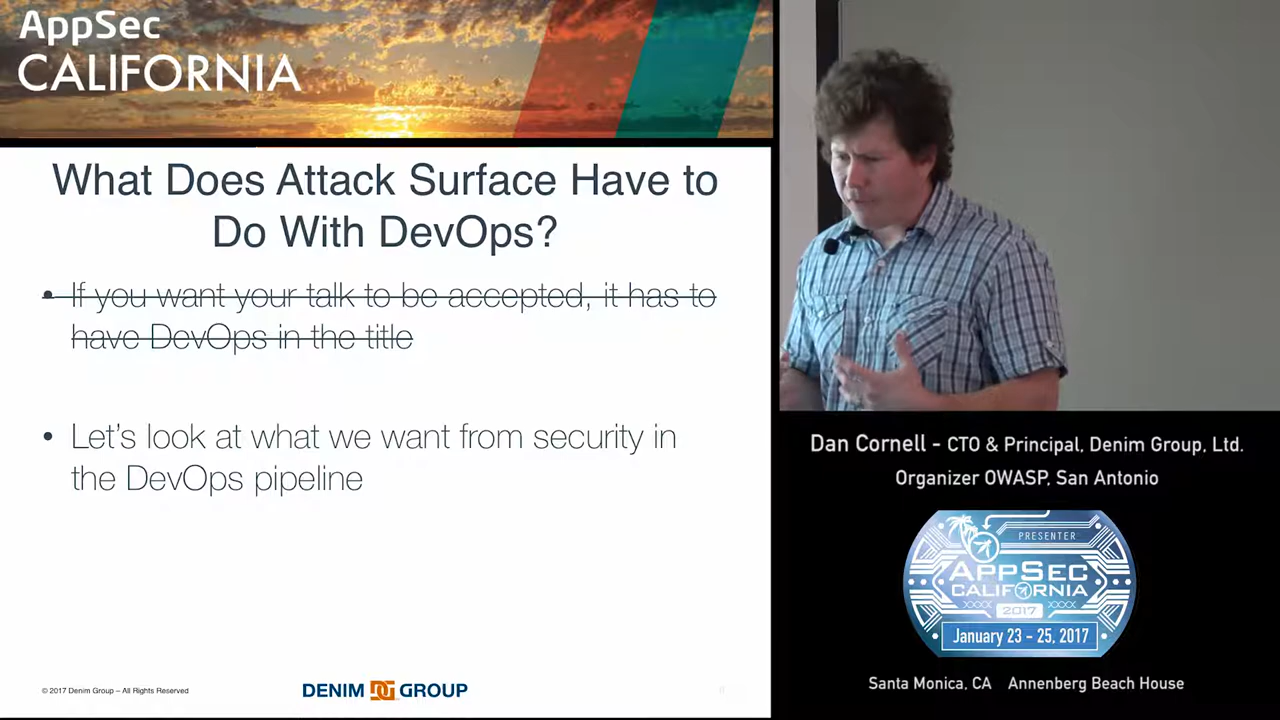 AppSec
CALIFORNIA
What Does Attack Surface Have to
Do With DevOps?
• If you want your talk to be accepted, it has to
have DevOps in the title
• Let's look at what we want from security in
the DevOps pipeline
© 2017 Denim Group – All Rights Reserved
DENIM DG GROUP
Dan Cornell - CTO & Principal, Denim Group, Ltd.
Organizer OWASP, San Antonio
PRESENTER
APPSEC
CALIFORNIA
2017
January 23 - 25, 2017
Santa Monica, CA Annenberg Beach House